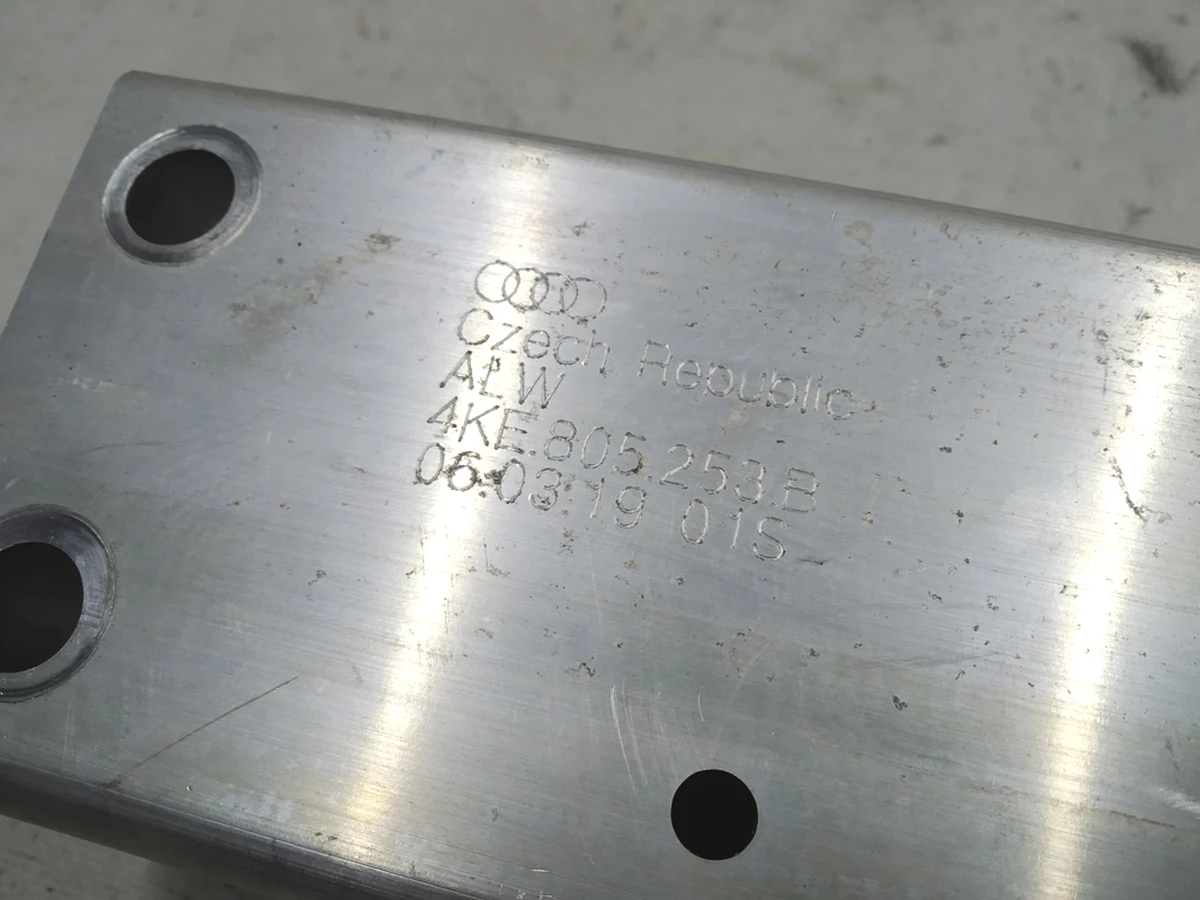 Czech Republic
ALW
4KE.805.253.B
06.03.19 01S